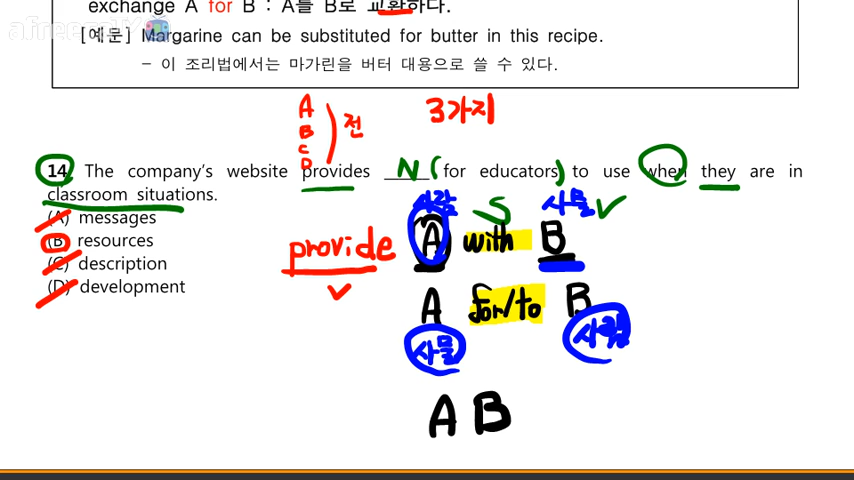 exchange A for B : A를 B로 교환하다.
afreecaTV
[예문] Margarine can be substituted for butter in this recipe.
- 이 조리법에서는 마가린을 버터 대용으로 쓸 수 있다.
A
B
C
D
전
3가지
14. The company's website provides _____ N (for educators) to use when they are in
classroom situations.
(A) messages
(B) resources
(C) description
(D) development
사람 S 사물
provide A with B
A for/to B
사물 사람
A B